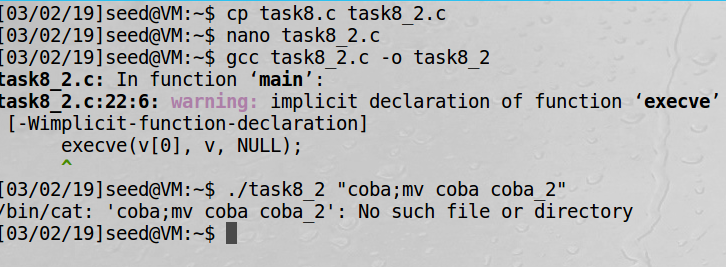 [03/02/19]seed@VM:~$ cp task8.c task8_2.c
[03/02/19]seed@VM:~$ nano task8_2.c
[03/02/19]seed@VM:~$ gcc task8_2.c -o task8_2
task8_2.c: In function ‘main’:
task8_2.c:22:6: warning: implicit declaration of function ‘execve’
[-Wimplicit-function-declaration]
execve(v[0], v, NULL);
^
[03/02/19]seed@VM:~$ ./task8_2 "coba;mv coba coba_2"
/bin/cat: 'coba;mv coba coba_2': No such file or directory
[03/02/19]seed@VM:~$